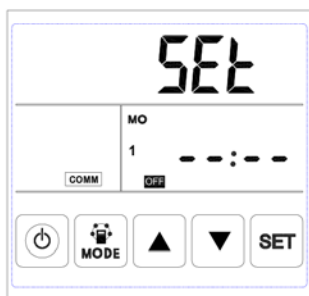 SEt
MO
1 --:--
COMM OFF
MODE SET